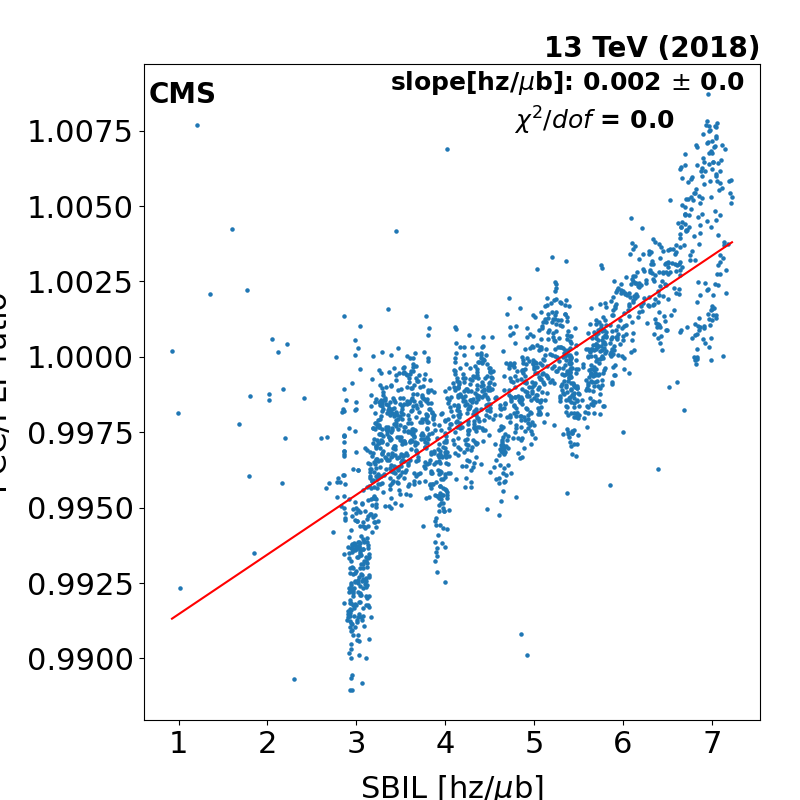 13 TeV (2018)
CMS
slope[hz/μb]: 0.002 ± 0.0
χ²/dof = 0.0
1.0075
1.0050
1.0025
1.0000
0.9975
0.9950
0.9925
0.9900
1 2 3 4 5 6 7
SBIL [hz/μb]